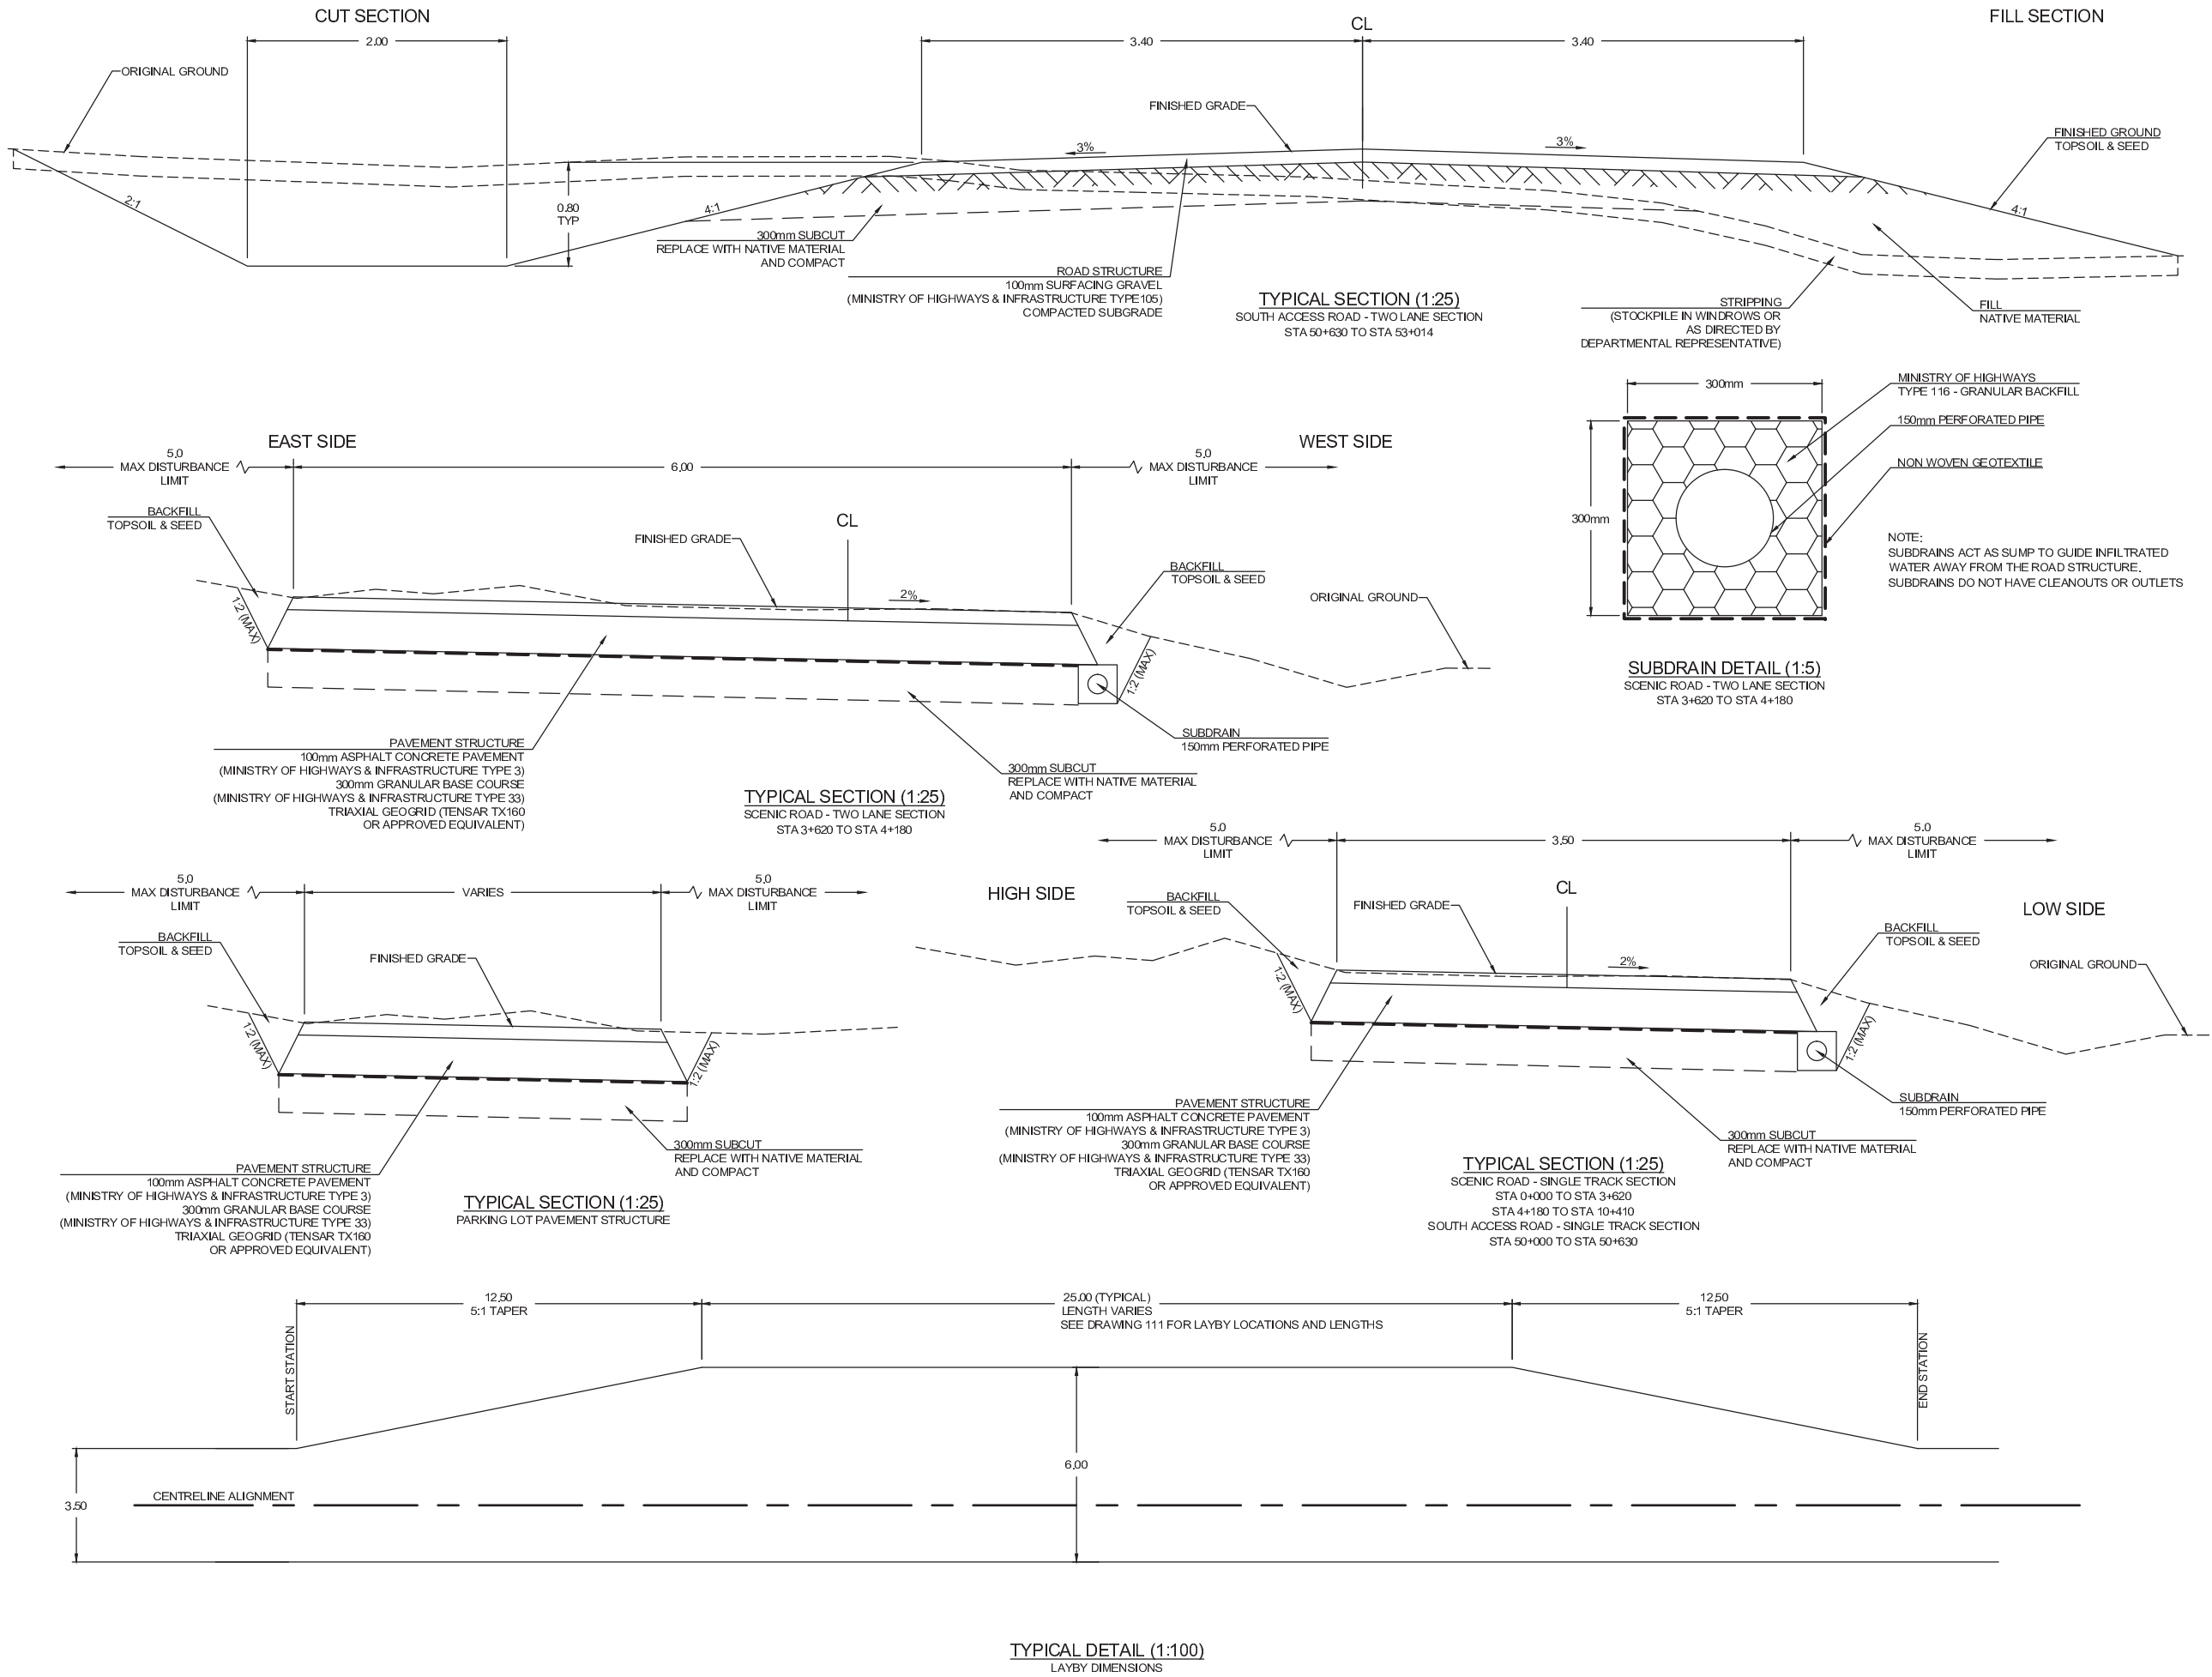 CUT SECTION
CL
FILL SECTION
2.00
3.40
3.40
ORIGINAL GROUND
FINISHED GRADE
3%
3%
FINISHED GROUND
TOPSOIL & SEED
2:1
0.80
TYP
4:1
4:1
300mm SUBCUT
REPLACE WITH NATIVE MATERIAL
AND COMPACT
ROAD STRUCTURE
100mm SURFACING GRAVEL
(MINISTRY OF HIGHWAYS & INFRASTRUCTURE TYPE105)
COMPACTED SUBGRADE
TYPICAL SECTION (1:25)
SOUTH ACCESS ROAD - TWO LANE SECTION
STA 50+630 TO STA 53+014
STRIPPING
(STOCKPILE IN WINDROWS OR
AS DIRECTED BY
DEPARTMENTAL REPRESENTATIVE)
FILL
NATIVE MATERIAL
EAST SIDE
WEST SIDE
5.0
MAX DISTURBANCE
LIMIT
6.00
5.0
MAX DISTURBANCE
LIMIT
BACKFILL
TOPSOIL & SEED
FINISHED GRADE
CL
BACKFILL
TOPSOIL & SEED
2%
ORIGINAL GROUND
1:2 (MAX)
1:2 (MAX)
SUBDRAIN
150mm PERFORATED PIPE
PAVEMENT STRUCTURE
100mm ASPHALT CONCRETE PAVEMENT
(MINISTRY OF HIGHWAYS & INFRASTRUCTURE TYPE 3)
300mm GRANULAR BASE COURSE
(MINISTRY OF HIGHWAYS & INFRASTRUCTURE TYPE 33)
TRIAXIAL GEOGRID (TENSAR TX160
OR APPROVED EQUIVALENT)
300mm SUBCUT
REPLACE WITH NATIVE MATERIAL
AND COMPACT
TYPICAL SECTION (1:25)
SCENIC ROAD - TWO LANE SECTION
STA 3+620 TO STA 4+180
300mm
300mm
MINISTRY OF HIGHWAYS
TYPE 116 - GRANULAR BACKFILL
150mm PERFORATED PIPE
NON WOVEN GEOTEXTILE
NOTE:
SUBDRAINS ACT AS SUMP TO GUIDE INFILTRATED
WATER AWAY FROM THE ROAD STRUCTURE.
SUBDRAINS DO NOT HAVE CLEANOUTS OR OUTLETS
SUBDRAIN DETAIL (1:5)
SCENIC ROAD - TWO LANE SECTION
STA 3+620 TO STA 4+180
5.0
MAX DISTURBANCE
LIMIT
VARIES
5.0
MAX DISTURBANCE
LIMIT
BACKFILL
TOPSOIL & SEED
FINISHED GRADE
1:2 (MAX)
1:2 (MAX)
300mm SUBCUT
REPLACE WITH NATIVE MATERIAL
AND COMPACT
PAVEMENT STRUCTURE
100mm ASPHALT CONCRETE PAVEMENT
(MINISTRY OF HIGHWAYS & INFRASTRUCTURE TYPE 3)
300mm GRANULAR BASE COURSE
(MINISTRY OF HIGHWAYS & INFRASTRUCTURE TYPE 33)
TRIAXIAL GEOGRID (TENSAR TX160
OR APPROVED EQUIVALENT)
TYPICAL SECTION (1:25)
PARKING LOT PAVEMENT STRUCTURE
5.0
MAX DISTURBANCE
LIMIT
3.50
5.0
MAX DISTURBANCE
LIMIT
HIGH SIDE
LOW SIDE
BACKFILL
TOPSOIL & SEED
FINISHED GRADE
CL
BACKFILL
TOPSOIL & SEED
2%
ORIGINAL GROUND
1:2 (MAX)
1:2 (MAX)
SUBDRAIN
150mm PERFORATED PIPE
PAVEMENT STRUCTURE
100mm ASPHALT CONCRETE PAVEMENT
(MINISTRY OF HIGHWAYS & INFRASTRUCTURE TYPE 3)
300mm GRANULAR BASE COURSE
(MINISTRY OF HIGHWAYS & INFRASTRUCTURE TYPE 33)
TRIAXIAL GEOGRID (TENSAR TX160
OR APPROVED EQUIVALENT)
300mm SUBCUT
REPLACE WITH NATIVE MATERIAL
AND COMPACT
TYPICAL SECTION (1:25)
SCENIC ROAD - SINGLE TRACK SECTION
STA 0+000 TO STA 3+620
STA 4+180 TO STA 10+410
SOUTH ACCESS ROAD - SINGLE TRACK SECTION
STA 50+000 TO STA 50+630
12.50
5:1 TAPER
25.00 (TYPICAL)
LENGTH VARIES
SEE DRAWING 111 FOR LAYBY LOCATIONS AND LENGTHS
12.50
5:1 TAPER
START STATION
END STATION
3.50
6.00
CENTRELINE ALIGNMENT
TYPICAL DETAIL (1:100)
LAYBY DIMENSIONS